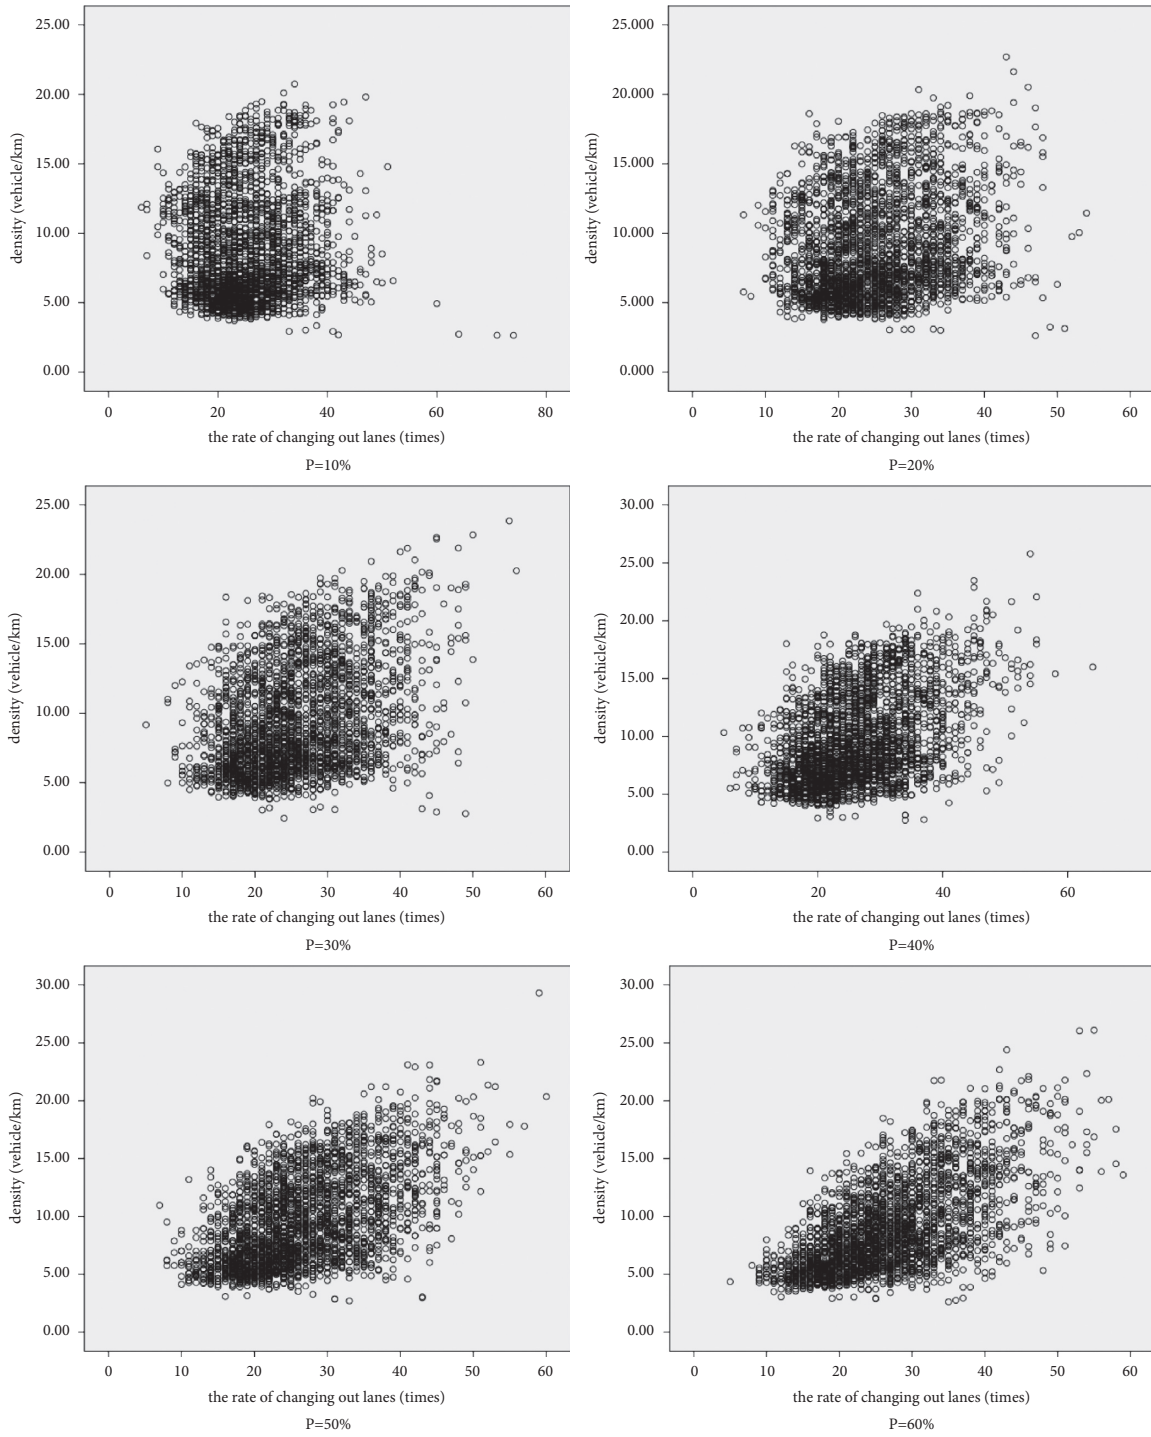 25.00
20.00
15.00
10.00
5.00
0.00
density (vehicle/km)
0 20 40 60 80
the rate of changing out lanes (times)
P=10%
25.000
20.000
15.000
10.000
5.000
0.000
density (vehicle/km)
0 10 20 30 40 50 60
the rate of changing out lanes (times)
P=20%
25.00
20.00
15.00
10.00
5.00
0.00
density (vehicle/km)
0 10 20 30 40 50 60
the rate of changing out lanes (times)
P=30%
30.00
25.00
20.00
15.00
10.00
5.00
0.00
density (vehicle/km)
0 20 40 60
the rate of changing out lanes (times)
P=40%
30.00
25.00
20.00
15.00
10.00
5.00
0.00
density (vehicle/km)
0 10 20 30 40 50 60
the rate of changing out lanes (times)
P=50%
30.00
25.00
20.00
15.00
10.00
5.00
0.00
density (vehicle/km)
0 10 20 30 40 50 60
the rate of changing out lanes (times)
P=60%